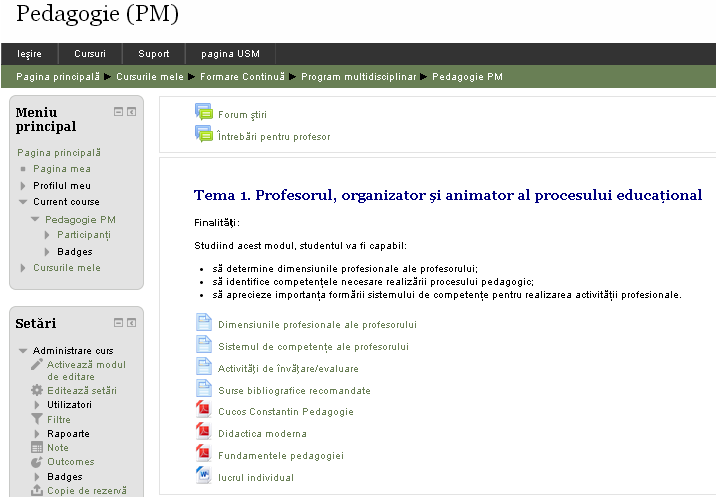 Pedagogie (PM)
Ieşire
Cursuri
Suport
pagina USM
Pagina principală ► Cursurile mele ► Formare Continuă ► Program multidisciplinar ► Pedagogie PM
Meniu
principal
Pagina principală
Pagina mea
Profilul meu
Current course
Pedagogie PM
Participanţi
Badges
Cursurile mele
Setări
Administrare curs
Activează modul
de editare
Editează setări
Utilizatori
Filtre
Rapoarte
Note
Outcomes
Badges
Copie de rezervă
Forum ştiri
Întrebări pentru profesor
Tema 1. Profesorul, organizator şi animator al procesului educaţional
Finalităţi:
Studiind acest modul, studentul va fi capabil:
• să determine dimensiunile profesionale ale profesorului;
• să identifice competenţele necesare realizării procesului pedagogic;
• să aprecieze importanţa formării sistemului de competenţe pentru realizarea activităţii profesionale.
Dimensiunile profesionale ale profesorului
Sistemul de competenţe ale profesorului
Activităţi de învăţare/evaluare
Surse bibliografice recomandate
Cucos Constantin Pedagogie
Didactica moderna
Fundamentele pedagogiei
lucrul individual